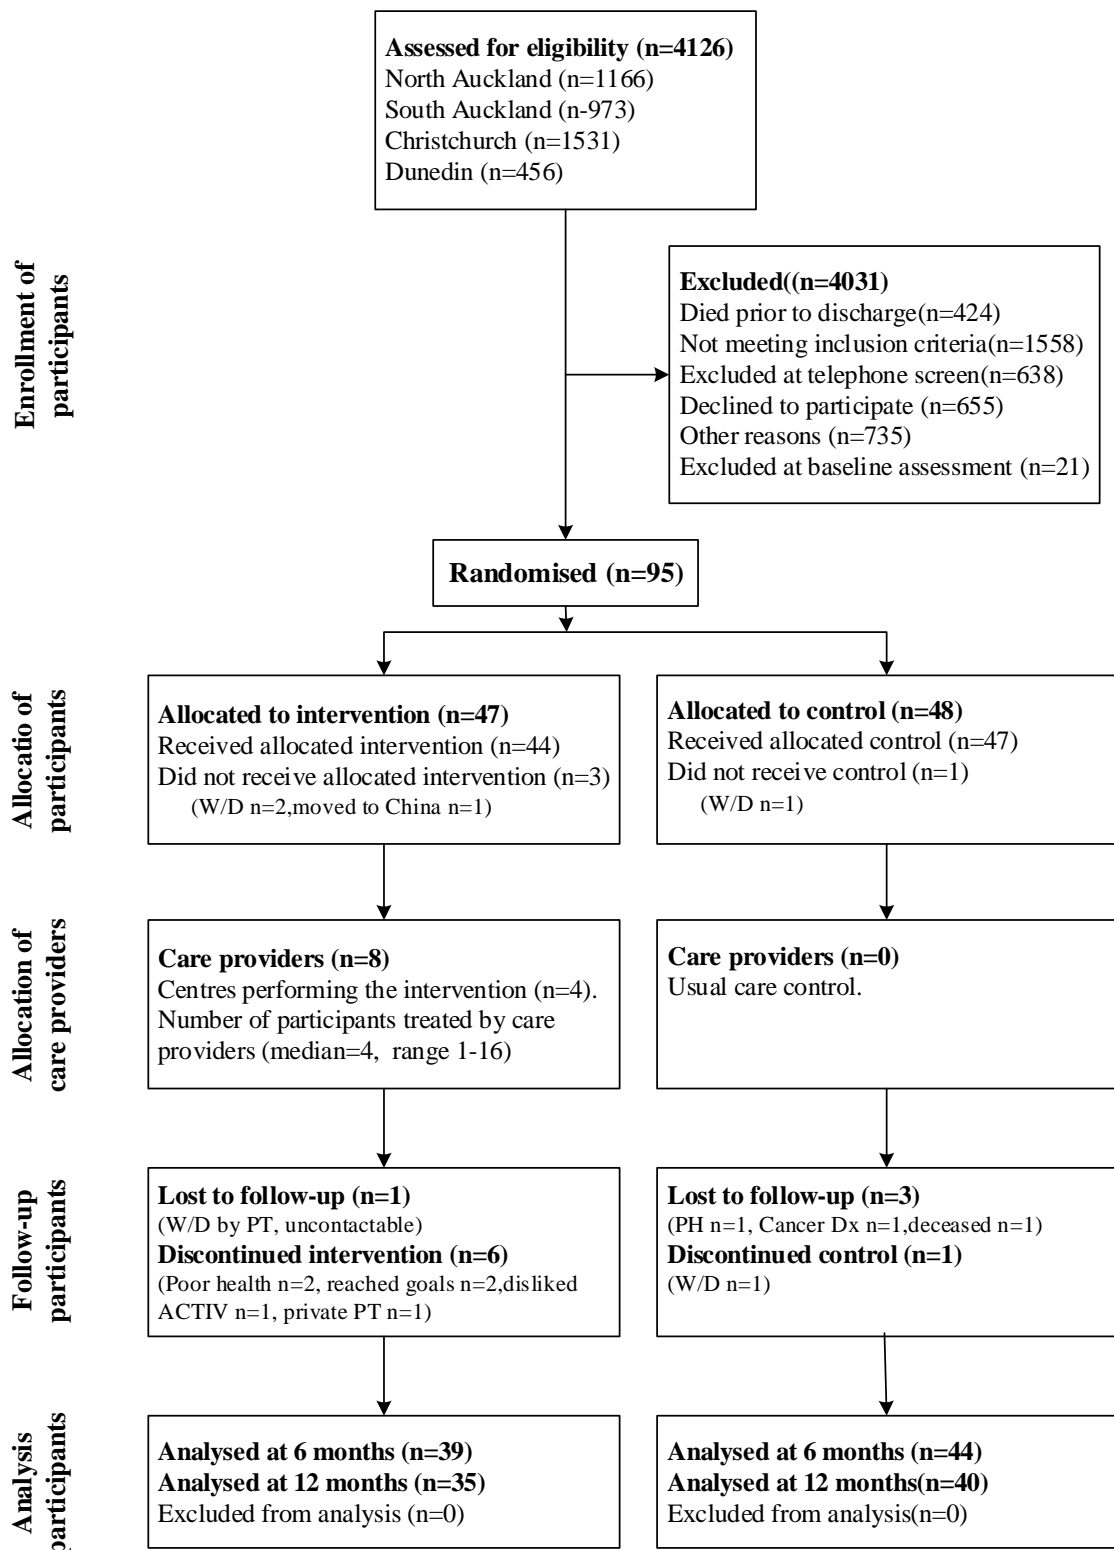 Assessed for eligibility (n=4126)
North Auckland (n=1166)
South Auckland (n-973)
Christchurch (n=1531)
Dunedin (n=456)
Enrollment of
participants
Excluded((n=4031)
Died prior to discharge(n=424)
Not meeting inclusion criteria(n=1558)
Excluded at telephone screen(n=638)
Declined to participate (n=655)
Other reasons (n=735)
Excluded at baseline assessment (n=21)
Randomised (n=95)
Allocatio of
participants
Allocated to intervention (n=47)
Received allocated intervention (n=44)
Did not receive allocated intervention (n=3)
(W/D n=2,moved to China n=1)
Allocated to control (n=48)
Received allocated control (n=47)
Did not receive control (n=1)
(W/D n=1)
Allocation of
care providers
Care providers (n=8)
Centres performing the intervention (n=4).
Number of participants treated by care
providers (median=4, range 1-16)
Care providers (n=0)
Usual care control.
Follow-up
participants
Lost to follow-up (n=1)
(W/D by PT, uncontactable)
Discontinued intervention (n=6)
(Poor health n=2, reached goals n=2,disliked
ACTIV n=1, private PT n=1)
Lost to follow-up (n=3)
(PH n=1, Cancer Dx n=1,deceased n=1)
Discontinued control (n=1)
(W/D n=1)
Analysis
participants
Analysed at 6 months (n=39)
Analysed at 12 months (n=35)
Excluded from analysis (n=0)
Analysed at 6 months (n=44)
Analysed at 12 months(n=40)
Excluded from analysis(n=0)